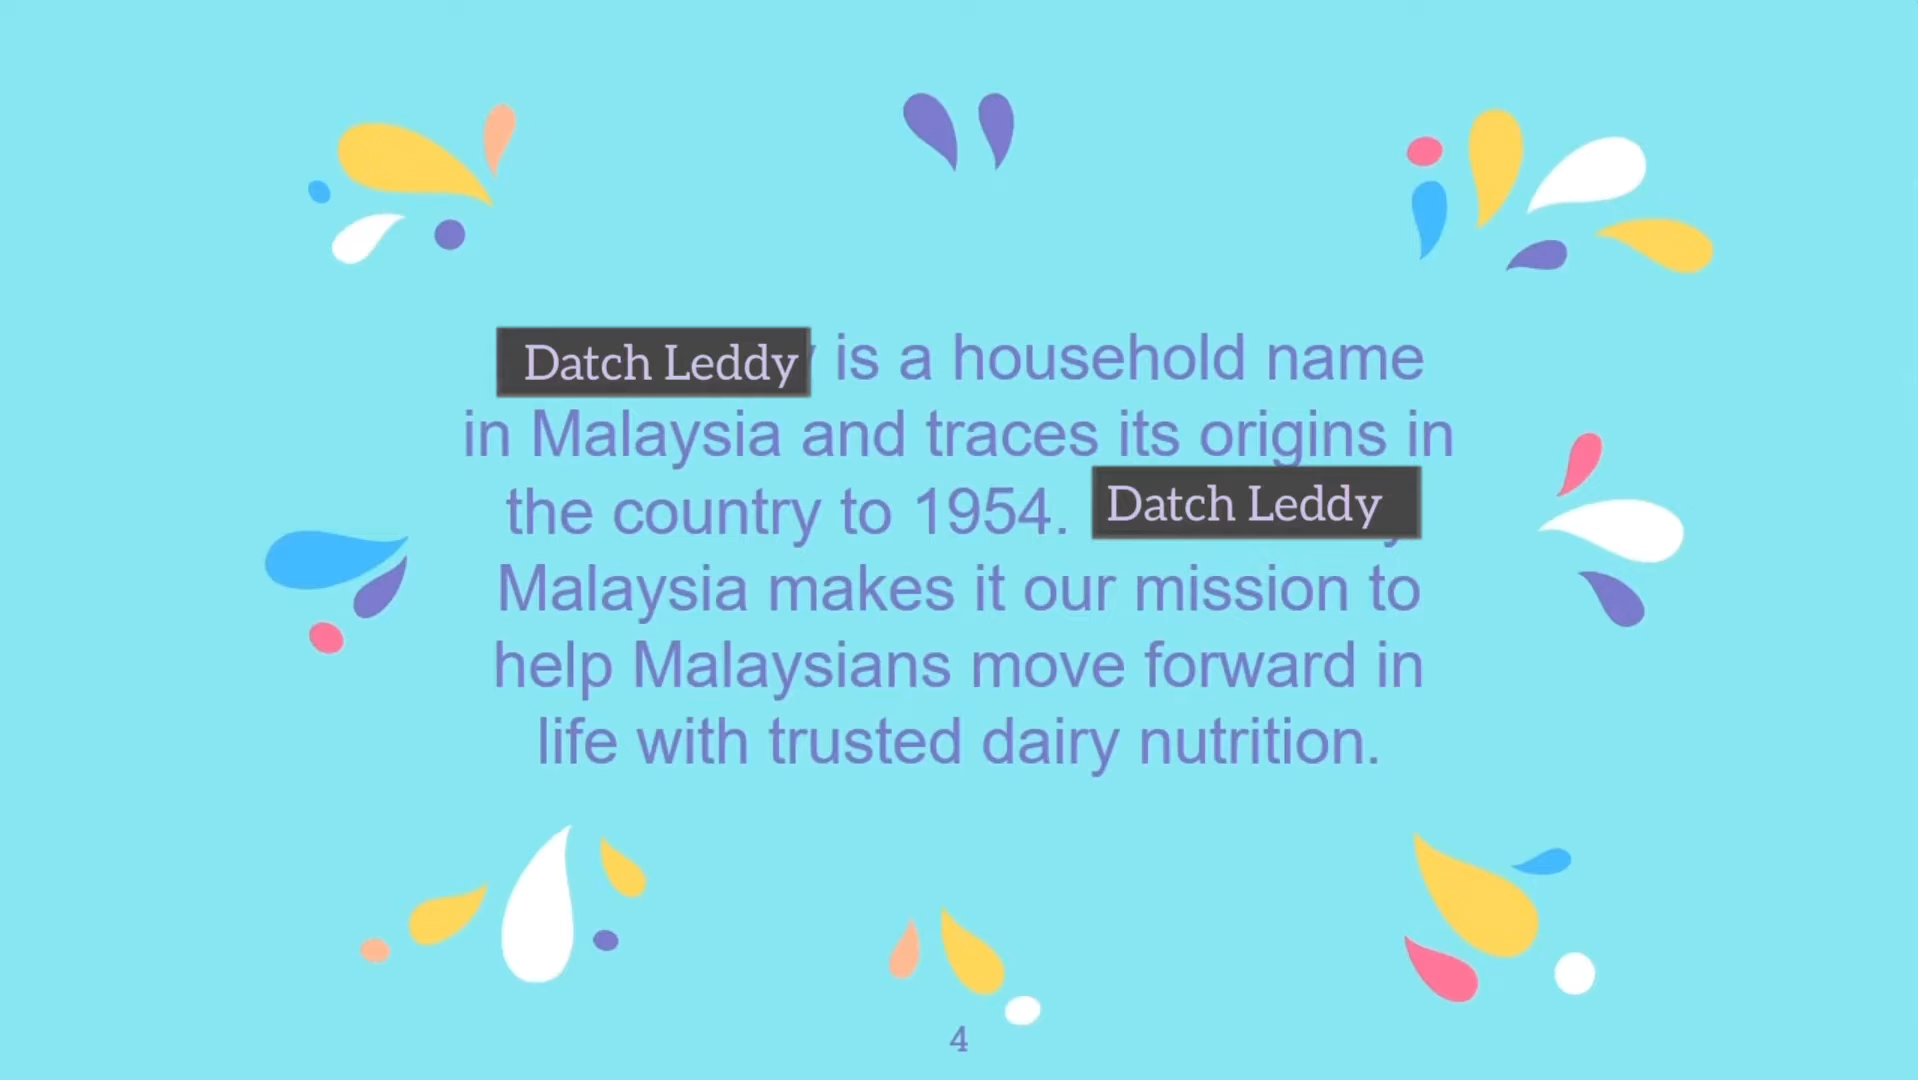 Datch Leddy is a household name
in Malaysia and traces its origins in
the country to 1954. Datch Leddy
Malaysia makes it our mission to
help Malaysians move forward in
life with trusted dairy nutrition.
4